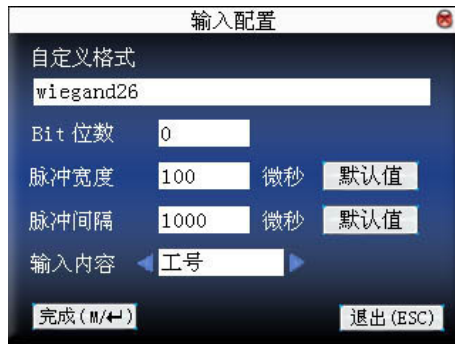 输入配置
自定义格式
wiegand26
Bit 位数 0
脉冲宽度 100 微秒 默认值
脉冲间隔 1000 微秒 默认值
输入内容 工号
完成(M/↵) 退出(ESC)